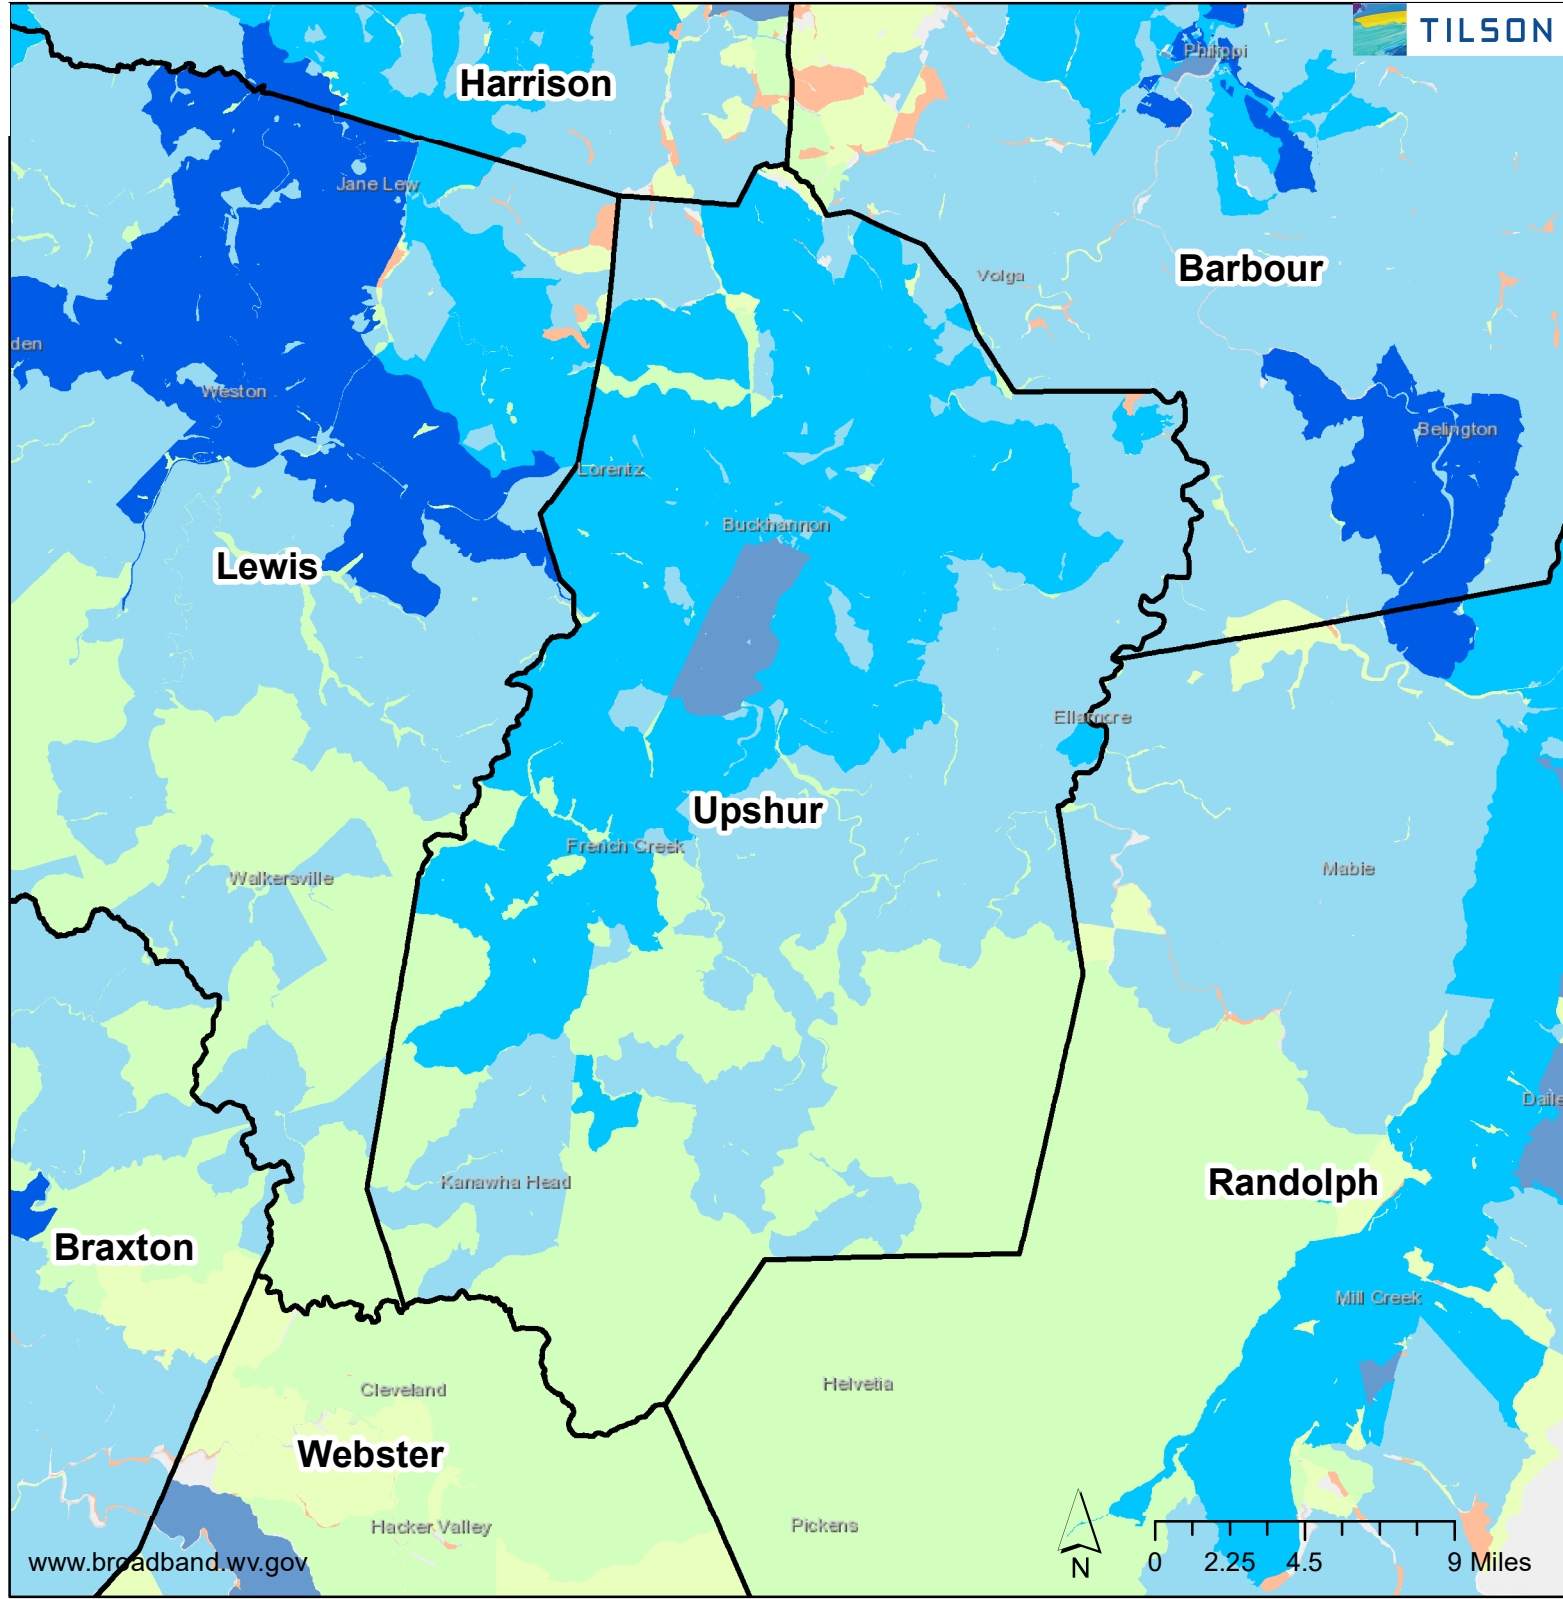 TILSON
Philippi
Harrison
Jane Lew
Barbour
Volga
den
Weston
Belington
Lorentz
Buckhannon
Lewis
Ellamore
Upshur
French Creek
Mabie
Walkersville
Daile
Kanawha Head
Randolph
Braxton
Mill Creek
Helvetia
Cleveland
Webster
Pickens
Hacker Valley
www.broadband.wv.gov
N
0 2.25 4.5 9 Miles